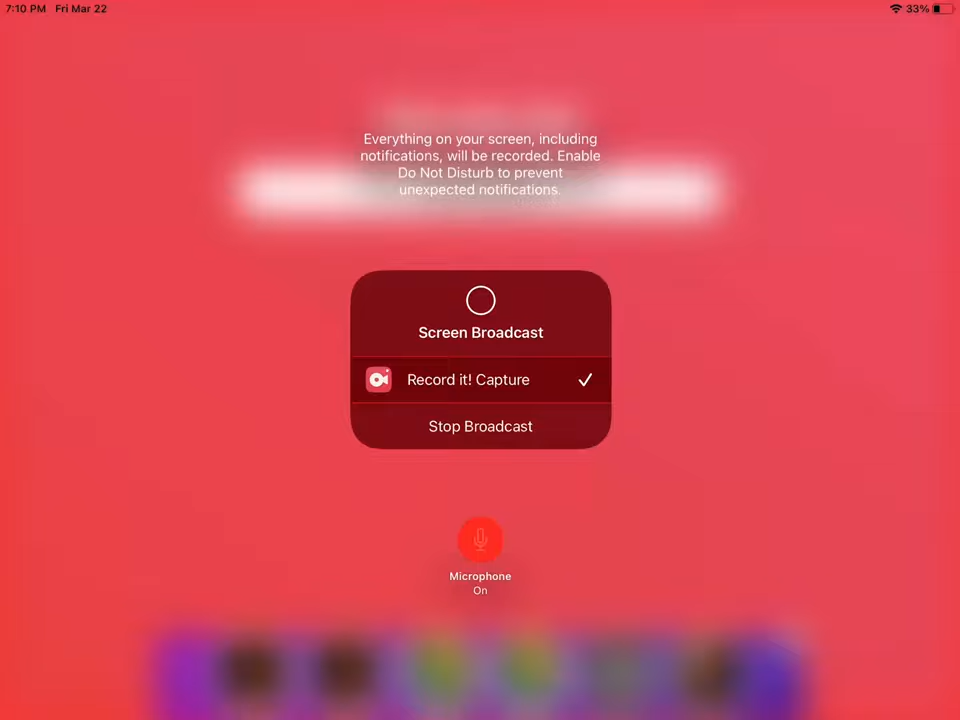 7:10 PM Fri Mar 22
33%
Everything on your screen, including
notifications, will be recorded. Enable
Do Not Disturb to prevent
unexpected notifications.
Screen Broadcast
Record it! Capture
Stop Broadcast
Microphone
On